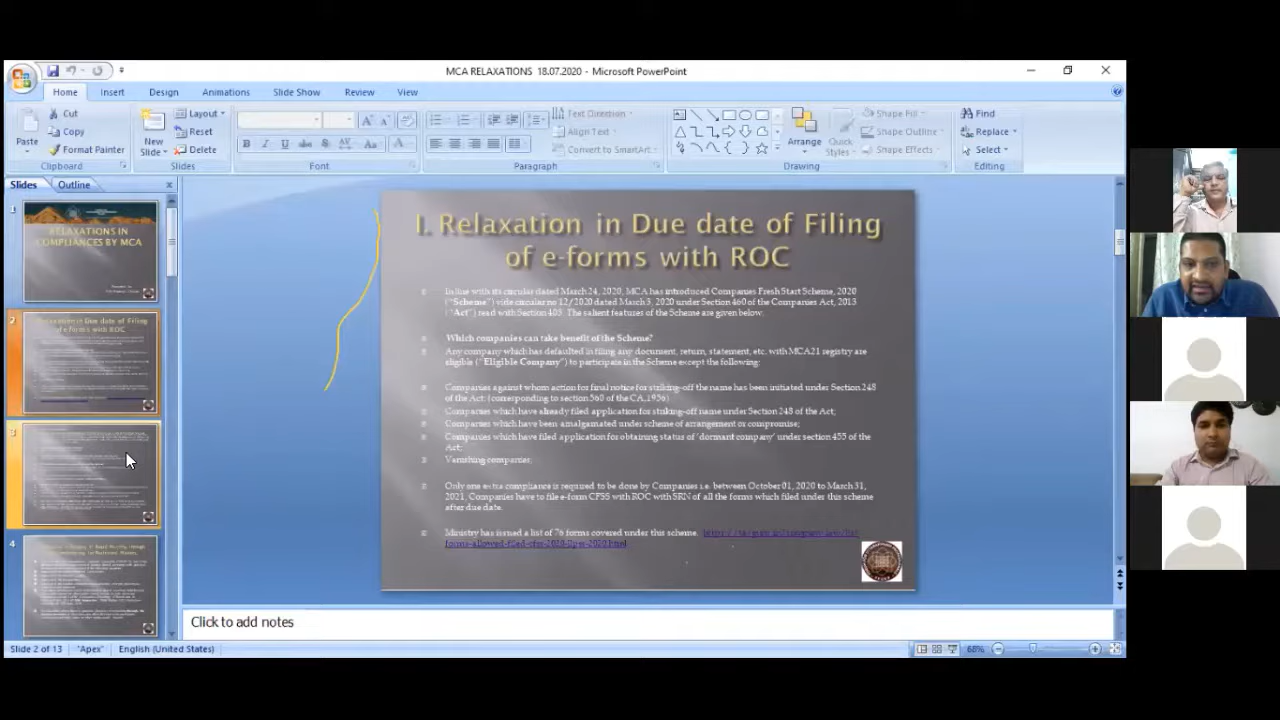 MCA RELAXATIONS 18.07.2020 - Microsoft PowerPoint
Home Insert Design Animations Slide Show Review View
Paste
Cut
Copy
Format Painter
Clipboard
New Slide
Layout
Reset
Delete
Slides
Font
Text Direction
Align Text
Convert to SmartArt
Paragraph
Arrange
Quick Styles
Shape Fill
Shape Outline
Shape Effects
Drawing
Find
Replace
Select
Editing
Slides Outline
1
RELAXATIONS IN
COMPLIANCES BY MCA
2
I. Relaxation in Due date of Filing
of e-forms with ROC
3
4
I. Relaxation in Due date of Filing
of e-forms with ROC
In line with its circular dated March 24, 2020, MCA has introduced Companies Fresh Start Scheme, 2020
("Scheme") vide circular no 12/2020 dated March 3, 2020 under Section 460 of the Companies Act, 2013
("Act") read with Section 403. The salient features of the Scheme are given below.
Which companies can take benefit of the Scheme?
Any company which has defaulted in filing any document, return, statement, etc. with MCA21 registry are
eligible ("Eligible Company") to participate in the Scheme except the following:
Companies against whom action for final notice for striking-off the name has been initiated under Section 248
of the Act; (corresponding to section 560 of the CA,1956)
Companies which have already filed application for striking-off name under Section 248 of the Act;
Companies which have been amalgamated under scheme of arrangement or compromise;
Companies which have filed application for obtaining status of 'dormant company' under section 455 of the
Act;
Vanishing companies;
Only one extra compliance is required to be done by Companies i.e. between October 01, 2020 to March 31,
2021, Companies have to file e-form CFSS with ROC with SRN of all the forms which filed under this scheme
after due date.
Ministry has issued a list of 76 forms covered under this scheme.
Click to add notes
Slide 2 of 13 "Apex" English (United States) 68%